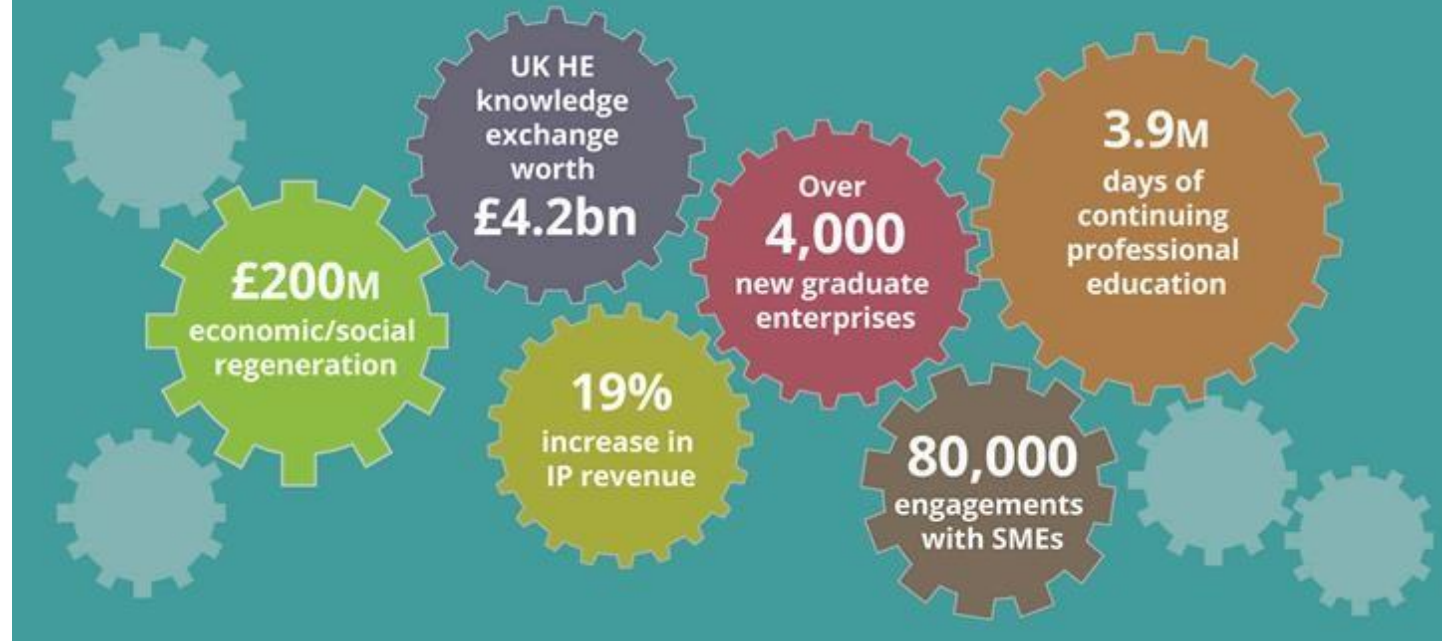 £200M
economic/social
regeneration
UK HE
knowledge
exchange
worth
£4.2bn
19%
increase in
IP revenue
Over
4,000
new graduate
enterprises
3.9M
days of
continuing
professional
education
80,000
engagements
with SMEs